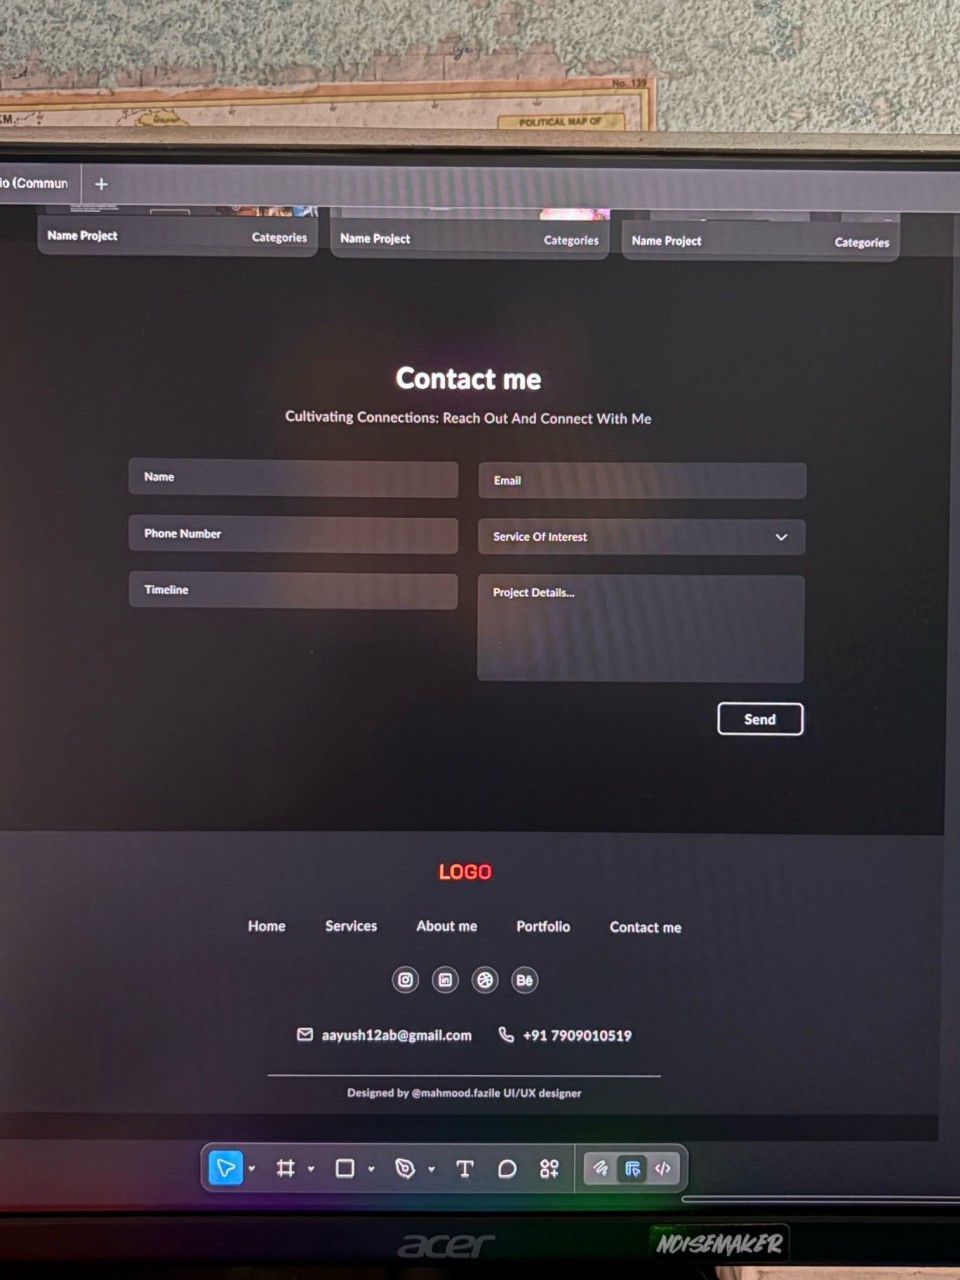 No. 139
KM.
POLITICAL MAP OF
io (Commun
+
Name Project Categories Name Project Categories Name Project Categories
Contact me
Cultivating Connections: Reach Out And Connect With Me
Name Email
Phone Number Service Of Interest
Timeline Project Details...
Send
LOGO
Home Services About me Portfolio Contact me
in Bē
aayush12ab@gmail.com +91 7909010519
Designed by @mahmood.fazile UI/UX designer
T </>
acer NOISEMAKER